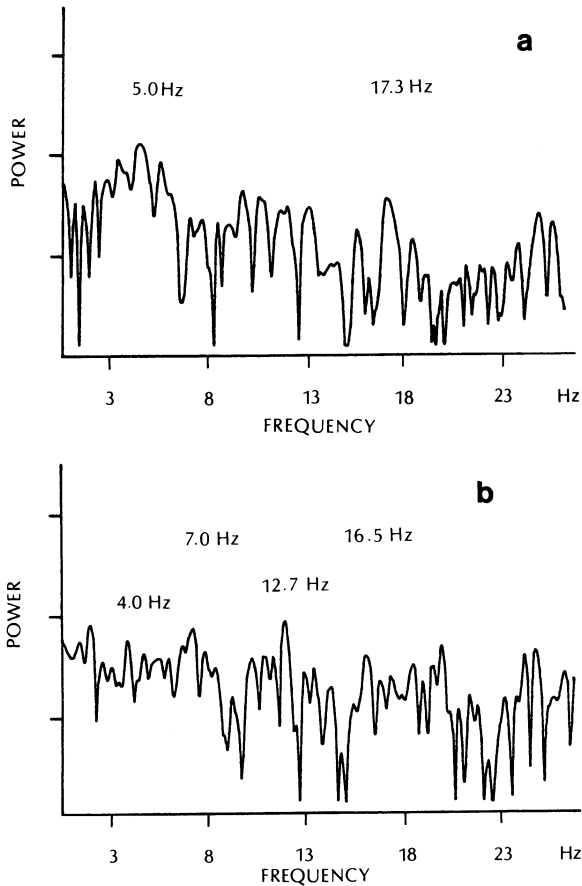 a
5.0 Hz 17.3 Hz
POWER
3 8 13 18 23 Hz
FREQUENCY
b
7.0 Hz 16.5 Hz
12.7 Hz
4.0 Hz
POWER
3 8 13 18 23 Hz
FREQUENCY